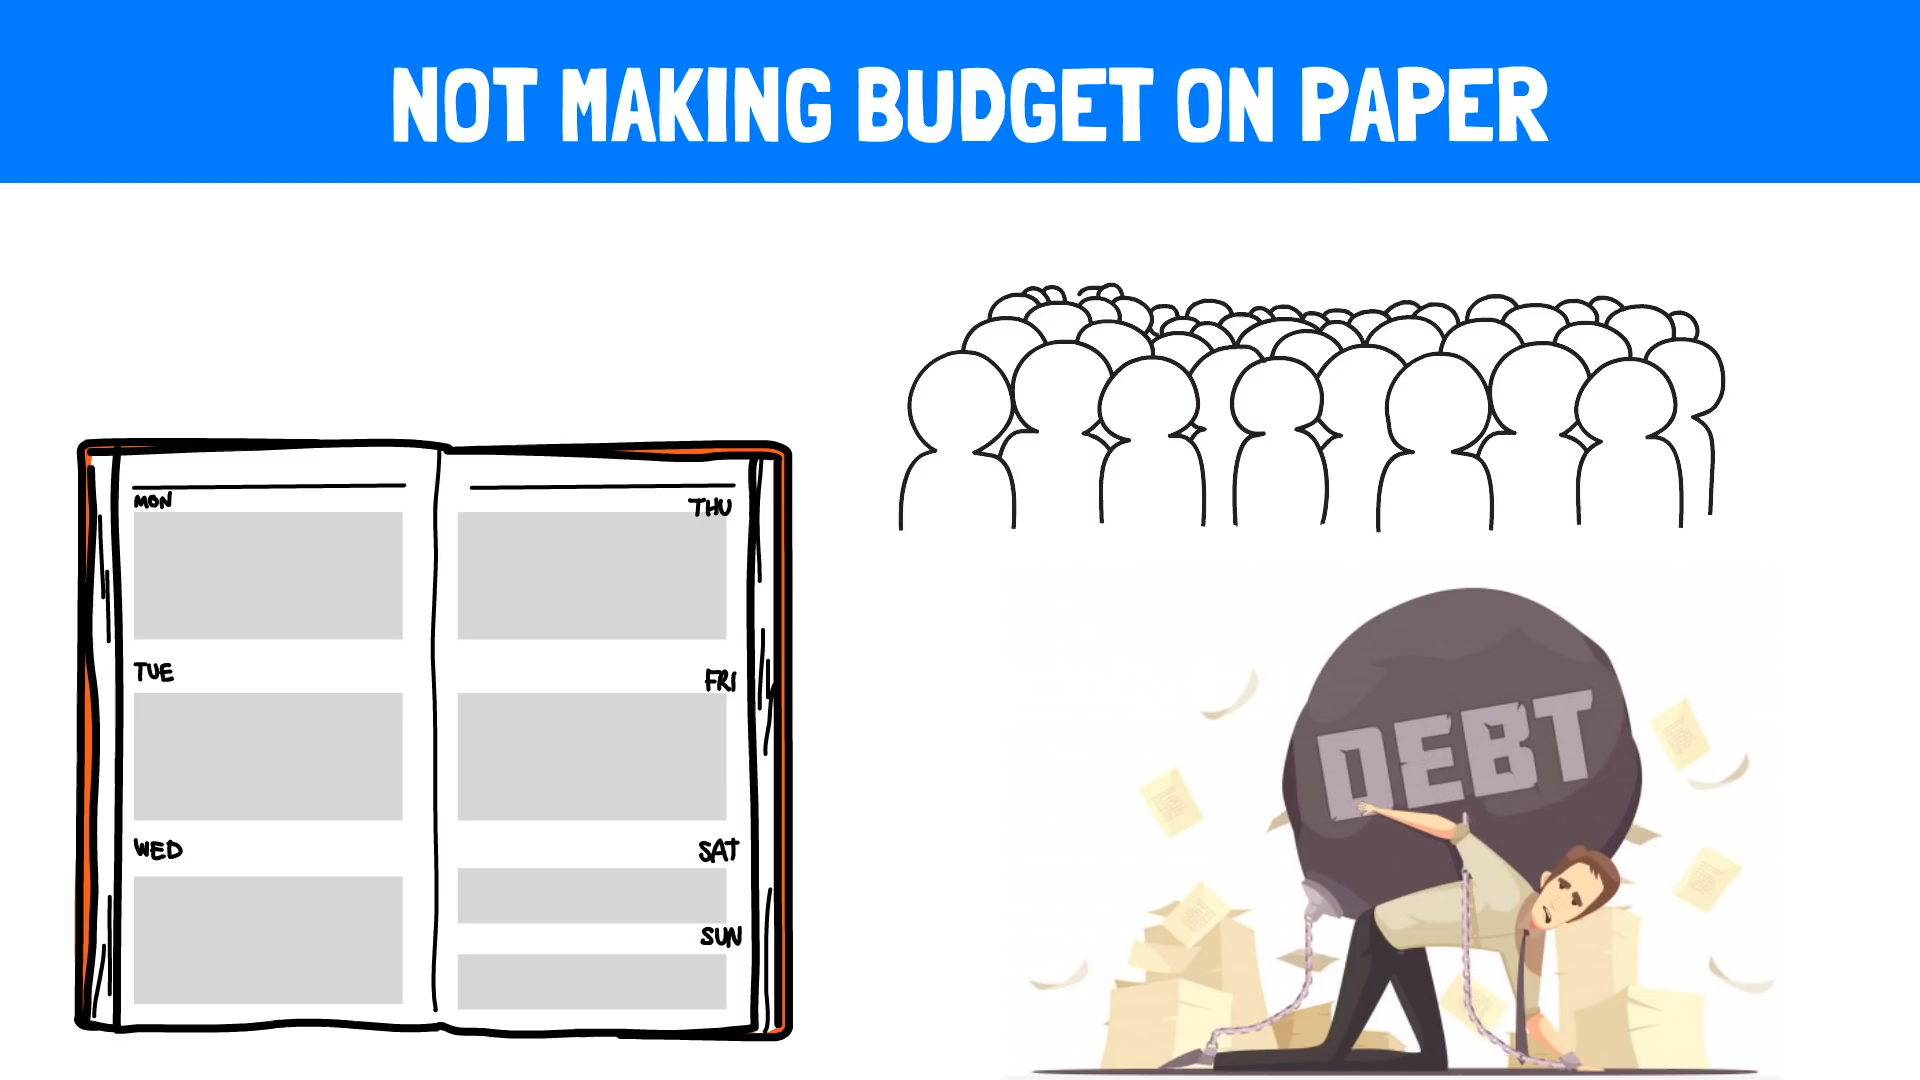 NOT MAKING BUDGET ON PAPER
MON
TUE
WED
THU
FRI
SAT
SUN
DEBT